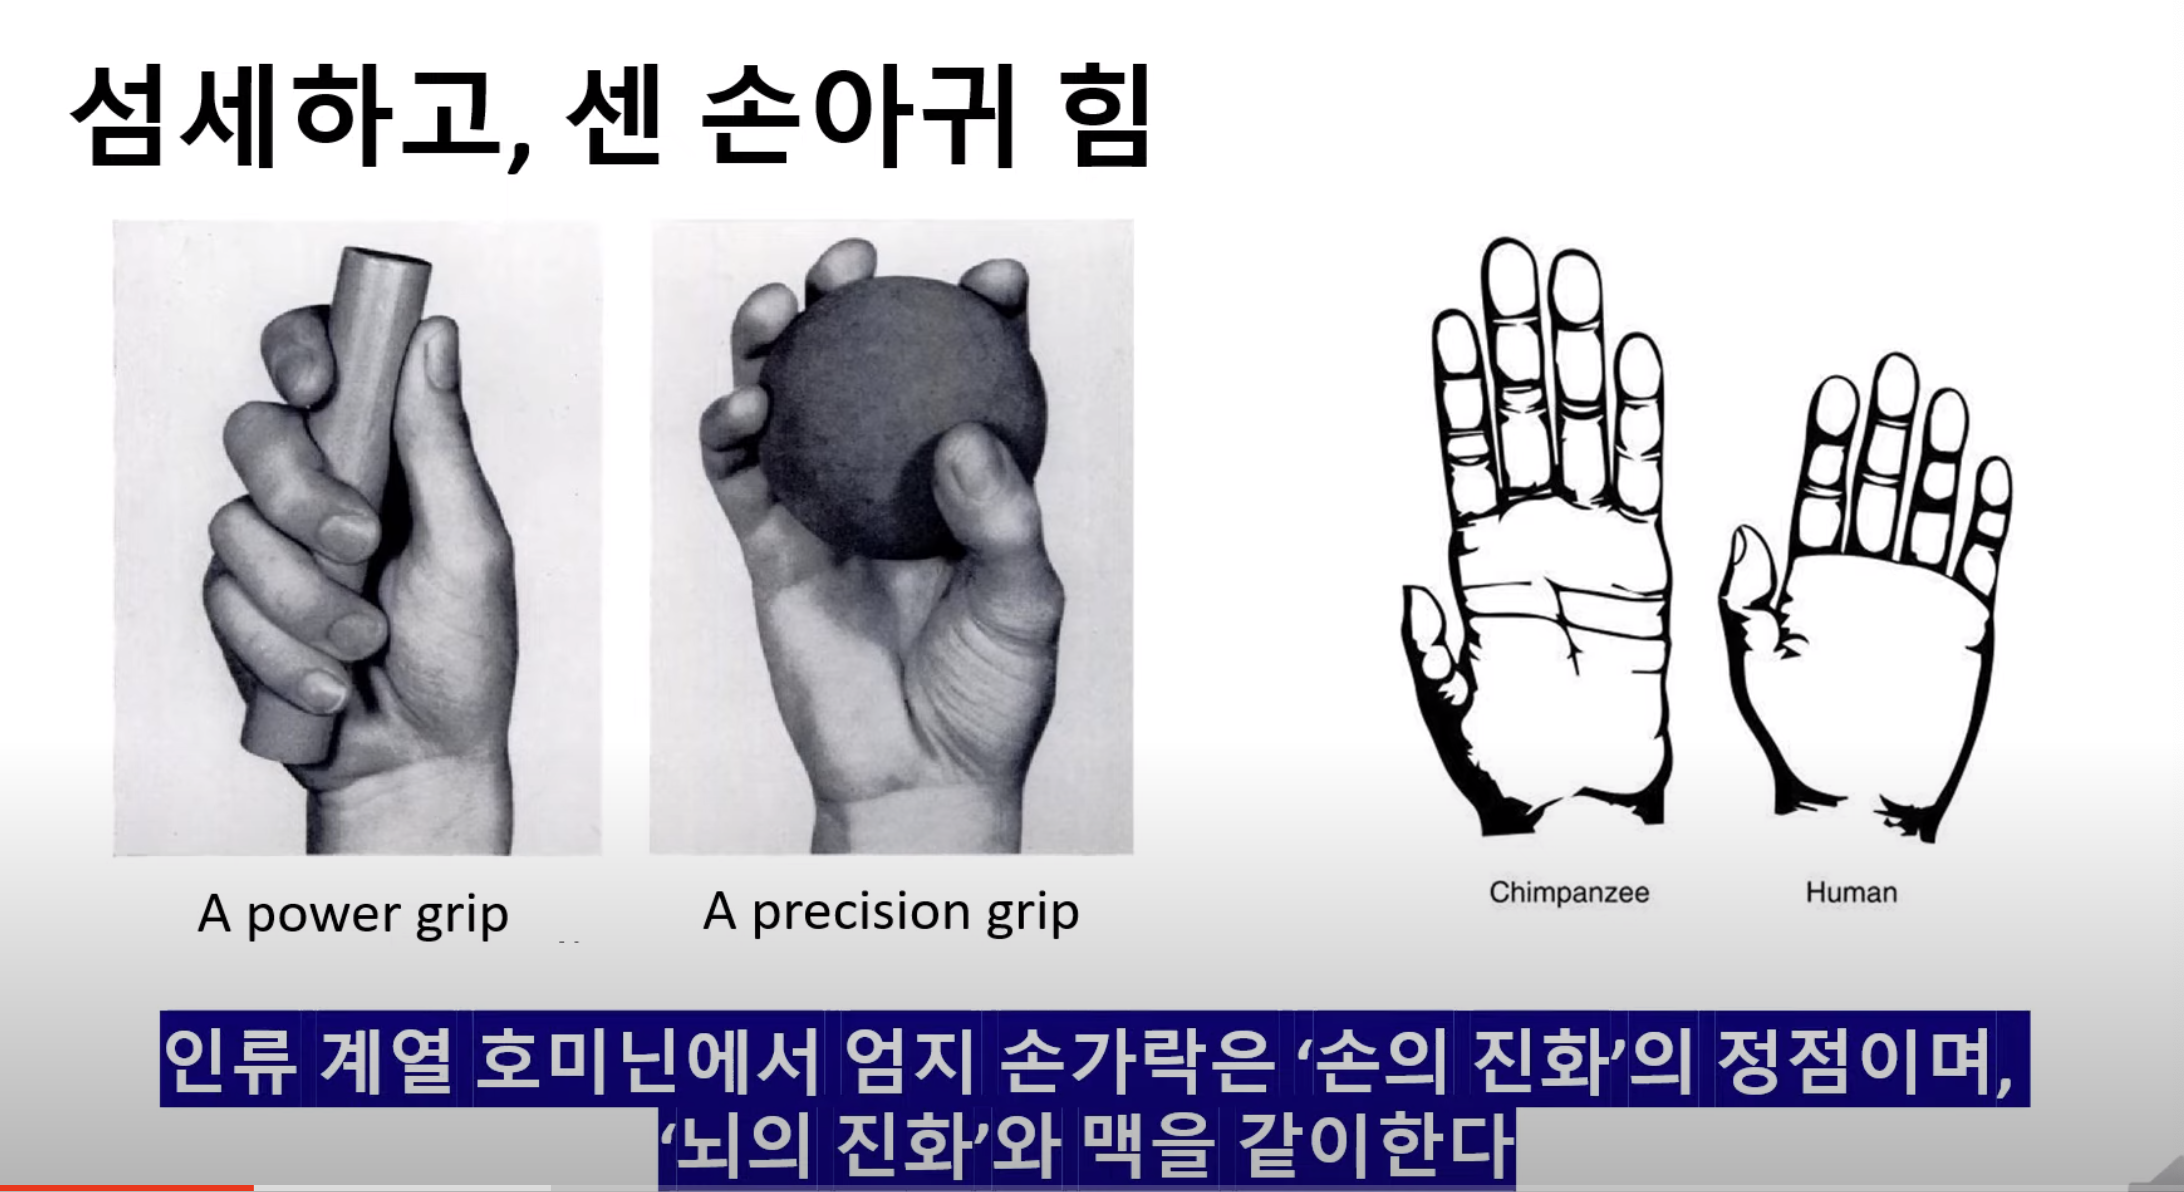 섬세하고, 센 손아귀 힘
A power grip
A precision grip
Chimpanzee
Human
인류 계열 호미닌에서 엄지 손가락은 ‘손의 진화’의 정점이며,
‘뇌의 진화’와 맥을 같이한다